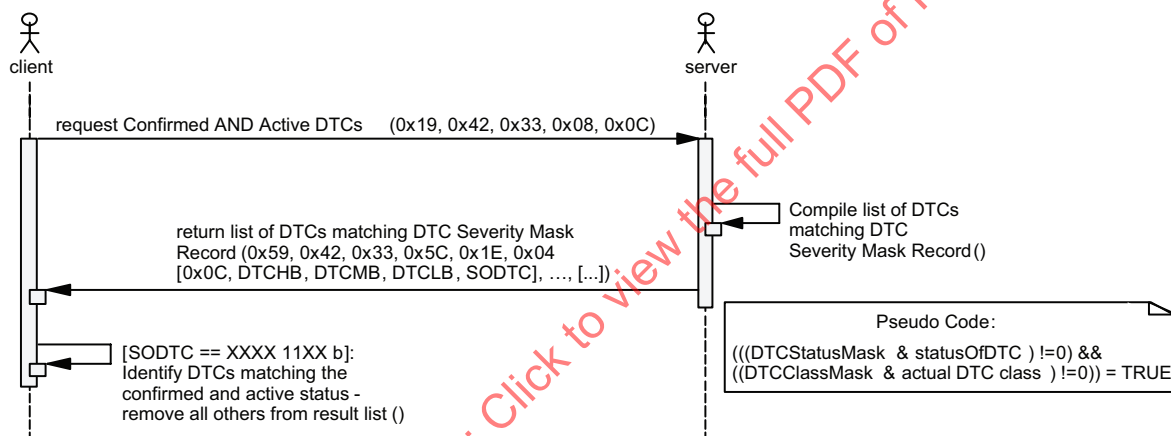 client
server
request Confirmed AND Active DTCs (0x19, 0x42, 0x33, 0x08, 0x0C)
Compile list of DTCs
matching DTC
Severity Mask Record()
return list of DTCs matching DTC Severity Mask
Record (0x59, 0x42, 0x33, 0x5C, 0x1E, 0x04
[0x0C, DTCHB, DTCMB, DTCLB, SODTC], …, [...])
[SODTC == XXXX 11XX b]:
Identify DTCs matching the
confirmed and active status -
remove all others from result list ()
Pseudo Code:
(((DTCStatusMask & statusOfDTC ) !=0) &&
((DTCClassMask & actual DTC class ) !=0)) = TRUE
Click to view the full PDF of